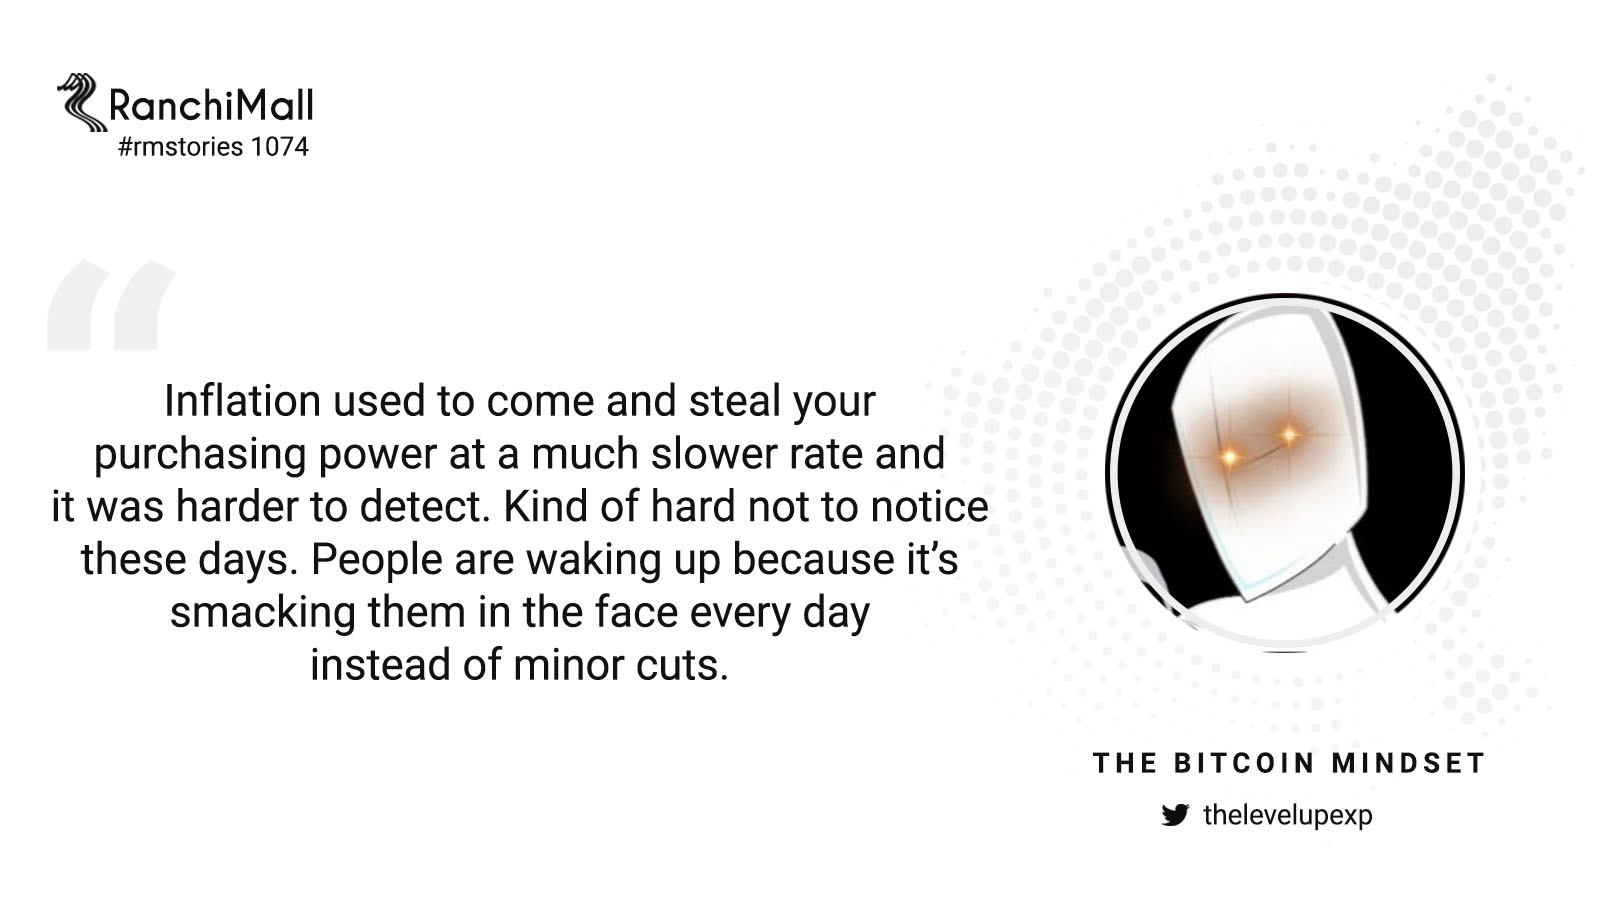 RanchiMall
#rmstories 1074
“
Inflation used to come and steal your
purchasing power at a much slower rate and
it was harder to detect. Kind of hard not to notice
these days. People are waking up because it’s
smacking them in the face every day
instead of minor cuts.
THE BITCOIN MINDSET
thelevelupexp